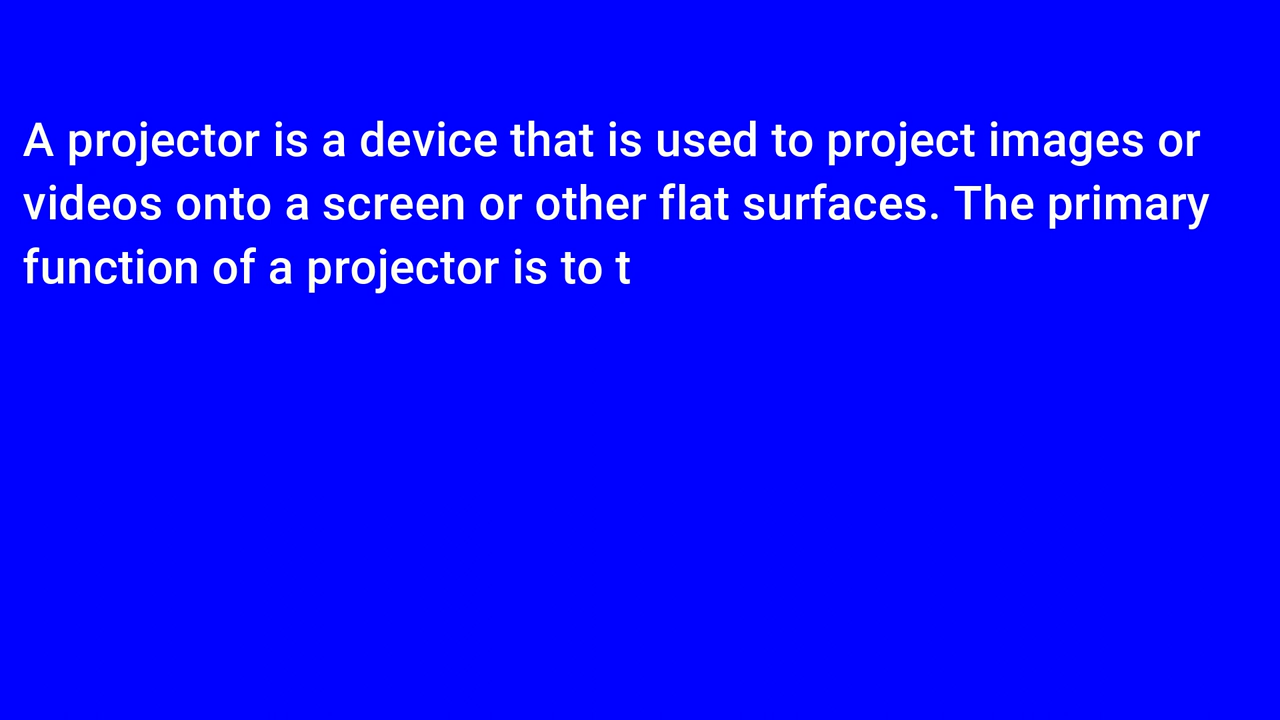 A projector is a device that is used to project images or
videos onto a screen or other flat surfaces. The primary
function of a projector is to t